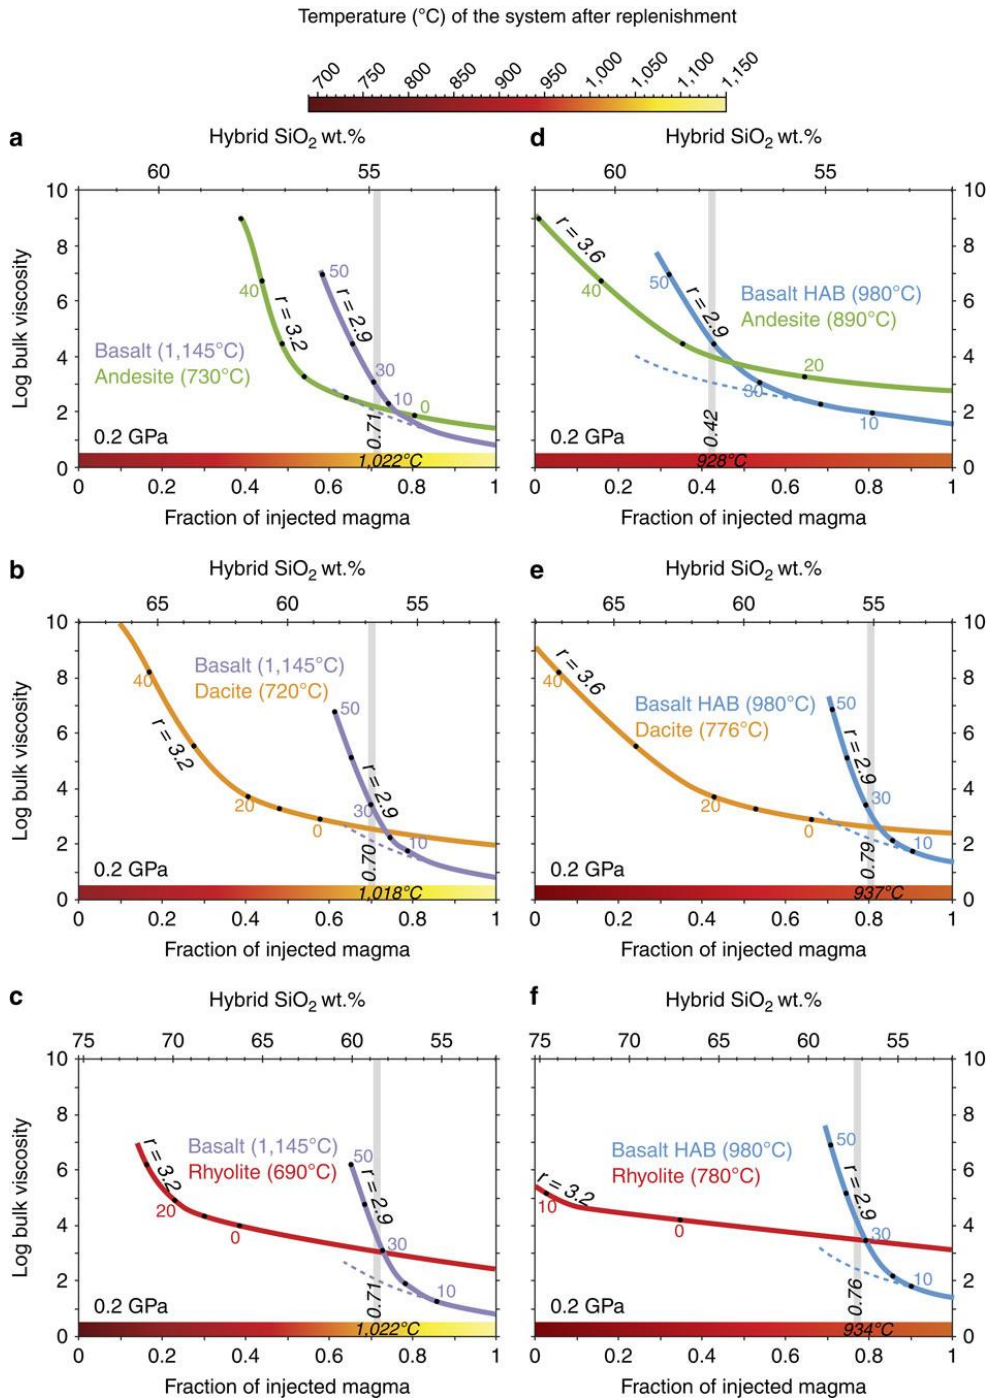 Temperature (°C) of the system after replenishment
700 750 800 850 900 950 1,000 1,050 1,100 1,150
a
Hybrid SiO2 wt.%
60 55
10
8
6
4
2
0
Log bulk viscosity
50
40
r = 3.2
r = 2.9
Basalt (1,145°C)
Andesite (730°C)
30
10
0
0.71
0.2 GPa
1,022°C
0 0.2 0.4 0.6 0.8 1
Fraction of injected magma
d
Hybrid SiO2 wt.%
60 55
10
8
6
4
2
0
r = 3.6
50
40
r = 2.9
Basalt HAB (980°C)
Andesite (890°C)
20
30
10
0.42
0.2 GPa
928°C
0 0.2 0.4 0.6 0.8 1
Fraction of injected magma
b
Hybrid SiO2 wt.%
65 60 55
10
8
6
4
2
0
Log bulk viscosity
Basalt (1,145°C)
Dacite (720°C)
40
50
r = 3.2
r = 2.9
20
30
0
10
0.70
0.2 GPa
1,018°C
0 0.2 0.4 0.6 0.8 1
Fraction of injected magma
e
Hybrid SiO2 wt.%
65 60 55
10
8
6
4
2
0
r = 3.6
40
Basalt HAB (980°C)
Dacite (776°C)
50
r = 2.9
20
30
0
10
0.79
0.2 GPa
937°C
0 0.2 0.4 0.6 0.8 1
Fraction of injected magma
c
Hybrid SiO2 wt.%
75 70 65 60 55
10
8
6
4
2
0
Log bulk viscosity
Basalt (1,145°C)
Rhyolite (690°C)
r = 3.2
50
r = 2.9
20
0
30
10
0.71
0.2 GPa
1,022°C
0 0.2 0.4 0.6 0.8 1
Fraction of injected magma
f
Hybrid SiO2 wt.%
75 70 65 60 55
10
8
6
4
2
0
Basalt HAB (980°C)
Rhyolite (780°C)
50
r = 3.2
r = 2.9
10
0
30
10
0.76
0.2 GPa
934°C
0 0.2 0.4 0.6 0.8 1
Fraction of injected magma